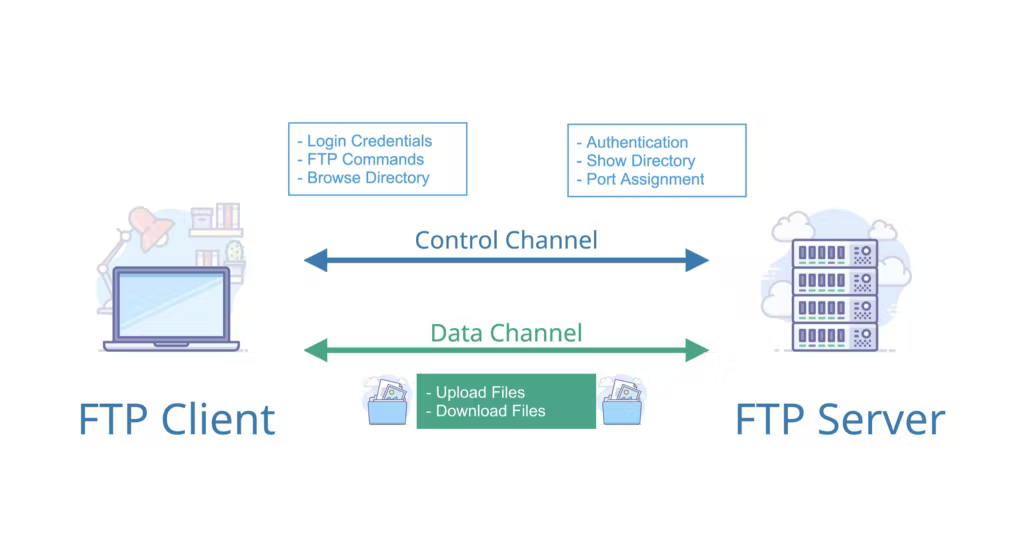 - Login Credentials
- FTP Commands
- Browse Directory
- Authentication
- Show Directory
- Port Assignment
Control Channel
Data Channel
- Upload Files
- Download Files
FTP Client
FTP Server